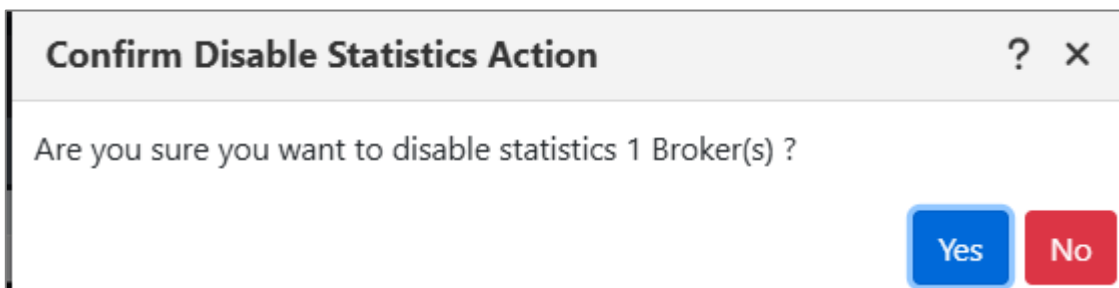 Confirm Disable Statistics Action ? ×
Are you sure you want to disable statistics 1 Broker(s) ?
Yes No